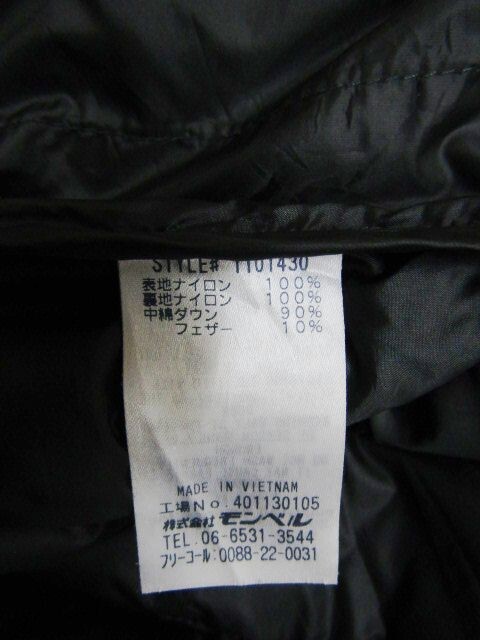 STYLE# 1101430
表地ナイロン 100%
裏地ナイロン 100%
中綿ダウン 90%
フェザー 10%
MADE IN VIETNAM
工場No.401130105
株式会社モンベル
TEL.06-6531-3544
フリーコール:0088-22-0031